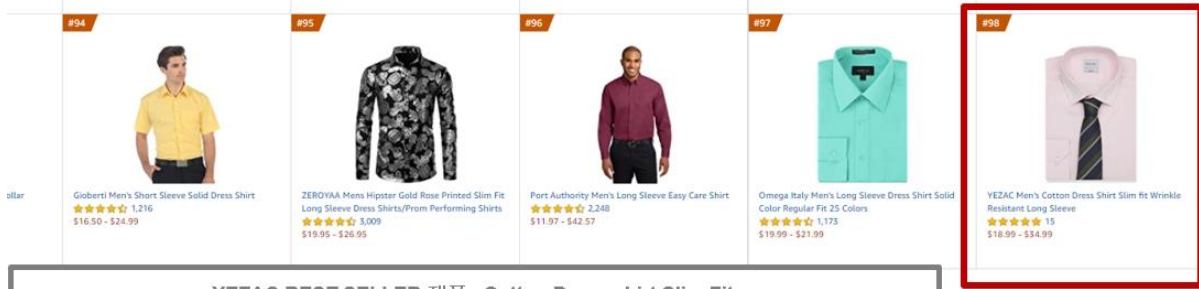 #94
#95
#96
#97
#98
ollar
Gioberti Men's Short Sleeve Solid Dress Shirt
1,216
$16.50 - $24.99
ZEROYAA Mens Hipster Gold Rose Printed Slim Fit
Long Sleeve Dress Shirts/Prom Performing Shirts
3,009
$19.95 - $26.95
Port Authority Men's Long Sleeve Easy Care Shirt
2,248
$11.97 - $42.57
Omega Italy Men's Long Sleeve Dress Shirt Solid
Color Regular Fit 25 Colors
1,173
$19.99 - $21.99
YEZAC Men's Cotton Dress Shirt Slim fit Wrinkle
Resistant Long Sleeve
15
$18.99 - $34.99